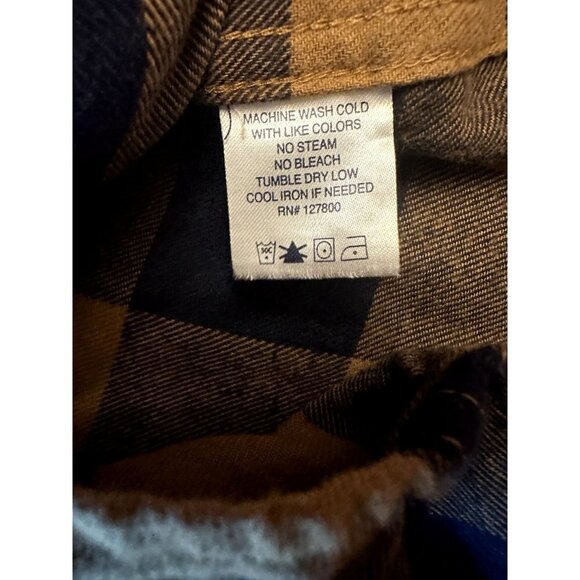 MACHINE WASH COLD
WITH LIKE COLORS
NO STEAM
NO BLEACH
TUMBLE DRY LOW
COOL IRON IF NEEDED
RN# 127800